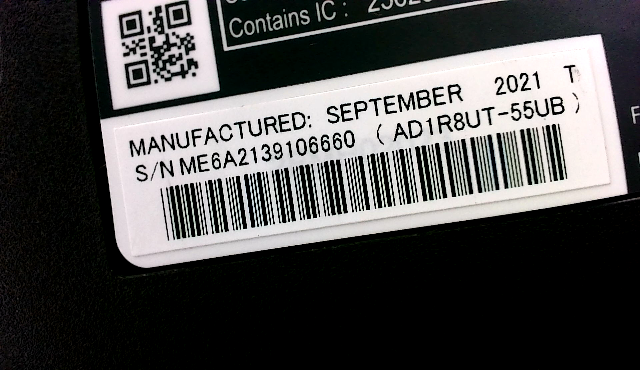 Contains IC :
MANUFACTURED: SEPTEMBER 2021 T
S/N ME6A2139106660 ( AD1R8UT-55UB )